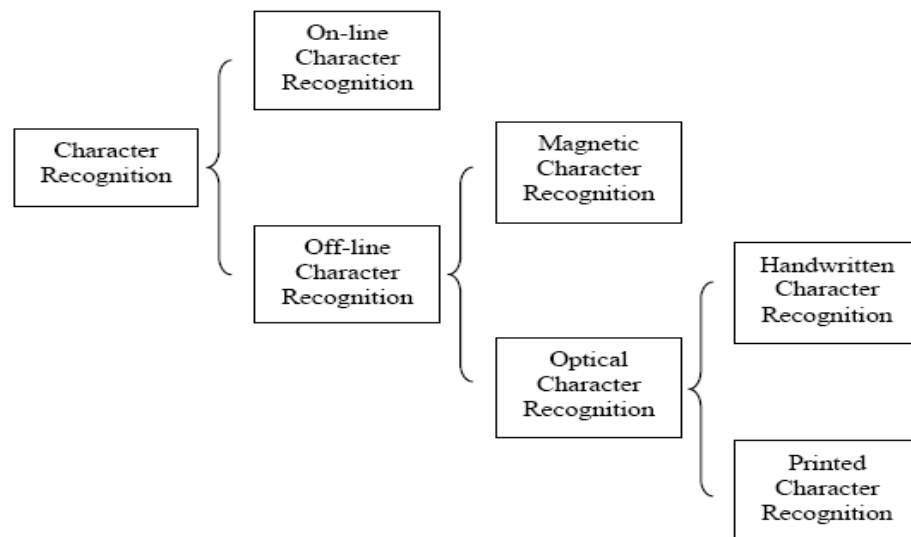 On-line
Character
Recognition
Character
Recognition
Magnetic
Character
Recognition
Off-line
Character
Recognition
Handwritten
Character
Recognition
Optical
Character
Recognition
Printed
Character
Recognition